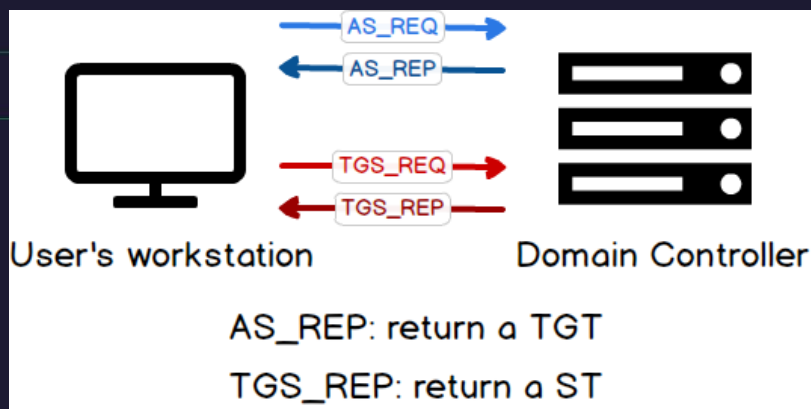 AS_REQ
AS_REP
TGS_REQ
TGS_REP
User's workstation
Domain Controller
AS_REP: return a TGT
TGS_REP: return a ST